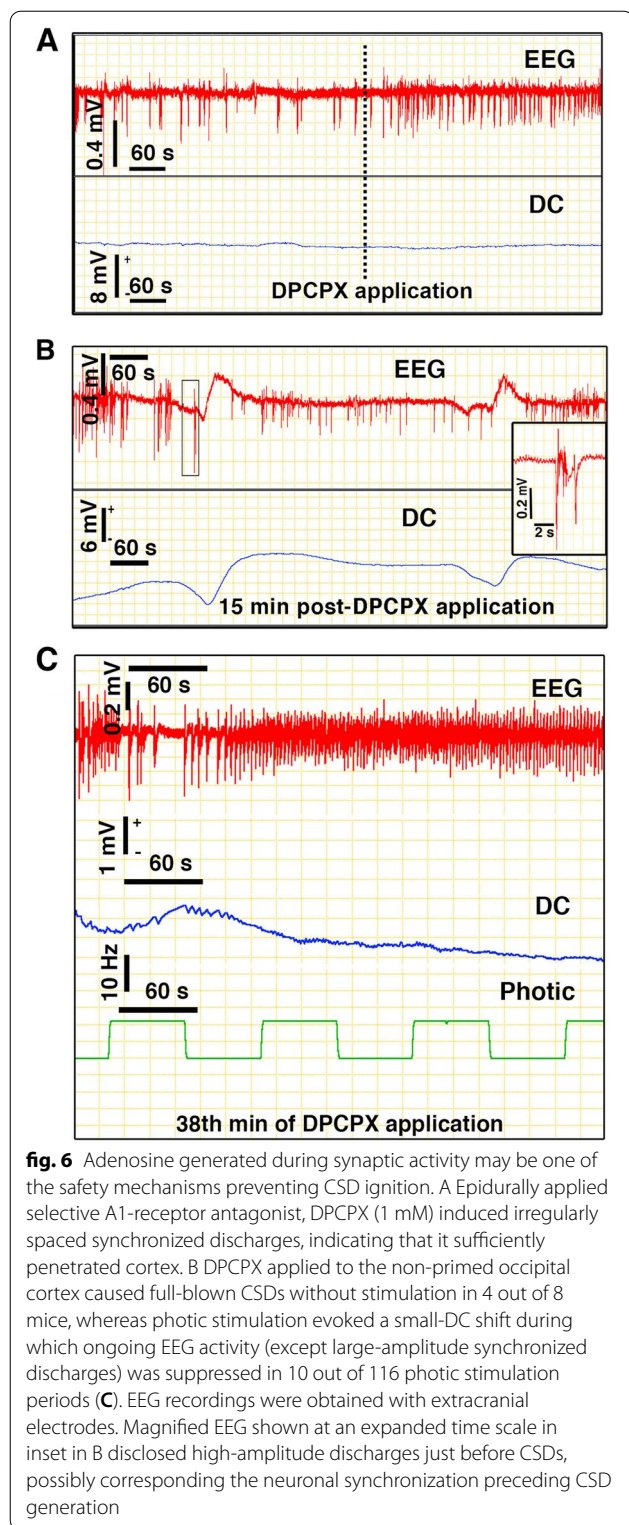 A
EEG
0.4 mV
60 s
DC
8 mV
+
-
60 s
DPCPX application
B
60 s
EEG
0.4 mV
0.2 mV
2 s
6 mV
+
-
DC
60 s
15 min post-DPCPX application
C
60 s
0.2 mV
EEG
1 mV
+
-
60 s
DC
10 Hz
60 s
Photic
38th min of DPCPX application
fig. 6 Adenosine generated during synaptic activity may be one of
the safety mechanisms preventing CSD ignition. A Epidurally applied
selective A1-receptor antagonist, DPCPX (1 mM) induced irregularly
spaced synchronized discharges, indicating that it sufficiently
penetrated cortex. B DPCPX applied to the non-primed occipital
cortex caused full-blown CSDs without stimulation in 4 out of 8
mice, whereas photic stimulation evoked a small-DC shift during
which ongoing EEG activity (except large-amplitude synchronized
discharges) was suppressed in 10 out of 116 photic stimulation
periods (C). EEG recordings were obtained with extracranial
electrodes. Magnified EEG shown at an expanded time scale in
inset in B disclosed high-amplitude discharges just before CSDs,
possibly corresponding the neuronal synchronization preceding CSD
generation